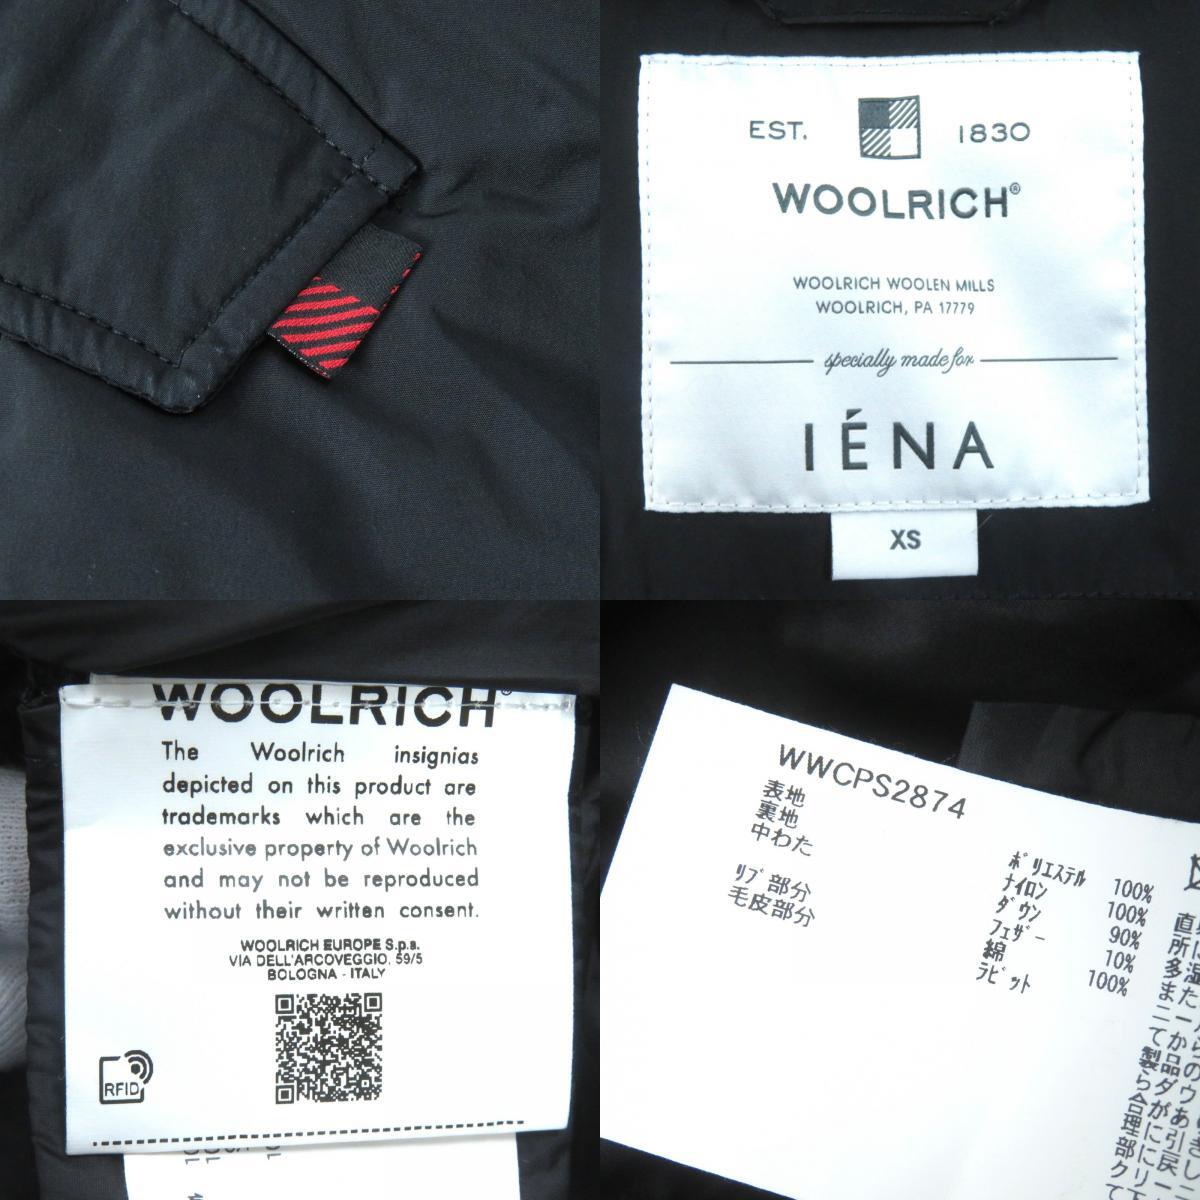 EST. 1830
WOOLRICH®
WOOLRICH WOOLEN MILLS
WOOLRICH, PA 17779
specially made for
IÉNA
XS
WOOLRICH®
The Woolrich insignias
depicted on this product are
trademarks which are the
exclusive property of Woolrich
and may not be reproduced
without their written consent.
WOOLRICH EUROPE S.p.a.
VIA DELL'ARCOVEGGIO, 59/5
BOLOGNA - ITALY
RFID
WWCPS2874
表地
裏地
中わた
リブ部分
毛皮部分
ポリエステル 100%
ナイロン 100%
ダウン 90%
フェザー 10%
綿 100%
ラビット